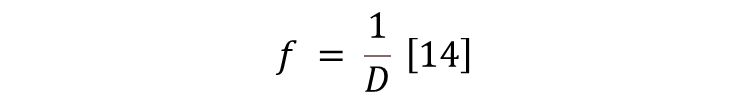 f = 1/D [14]